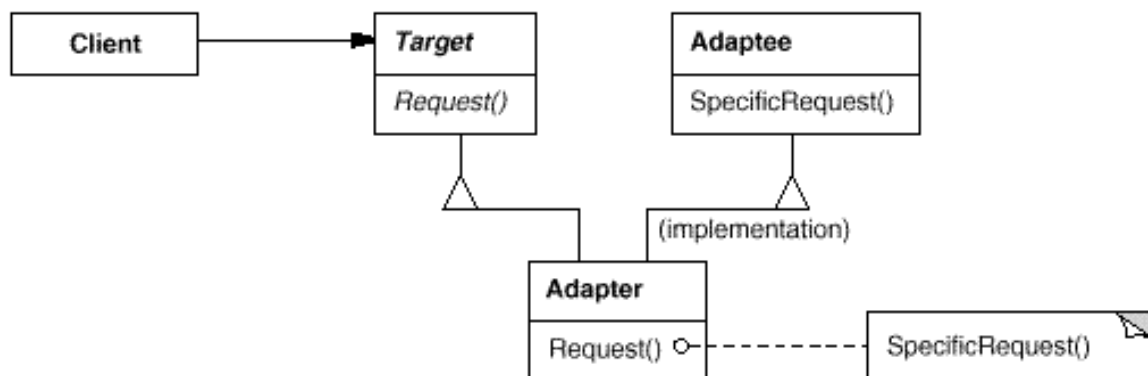 Client
Target
Request()
Adaptee
SpecificRequest()
(implementation)
Adapter
Request()
SpecificRequest()